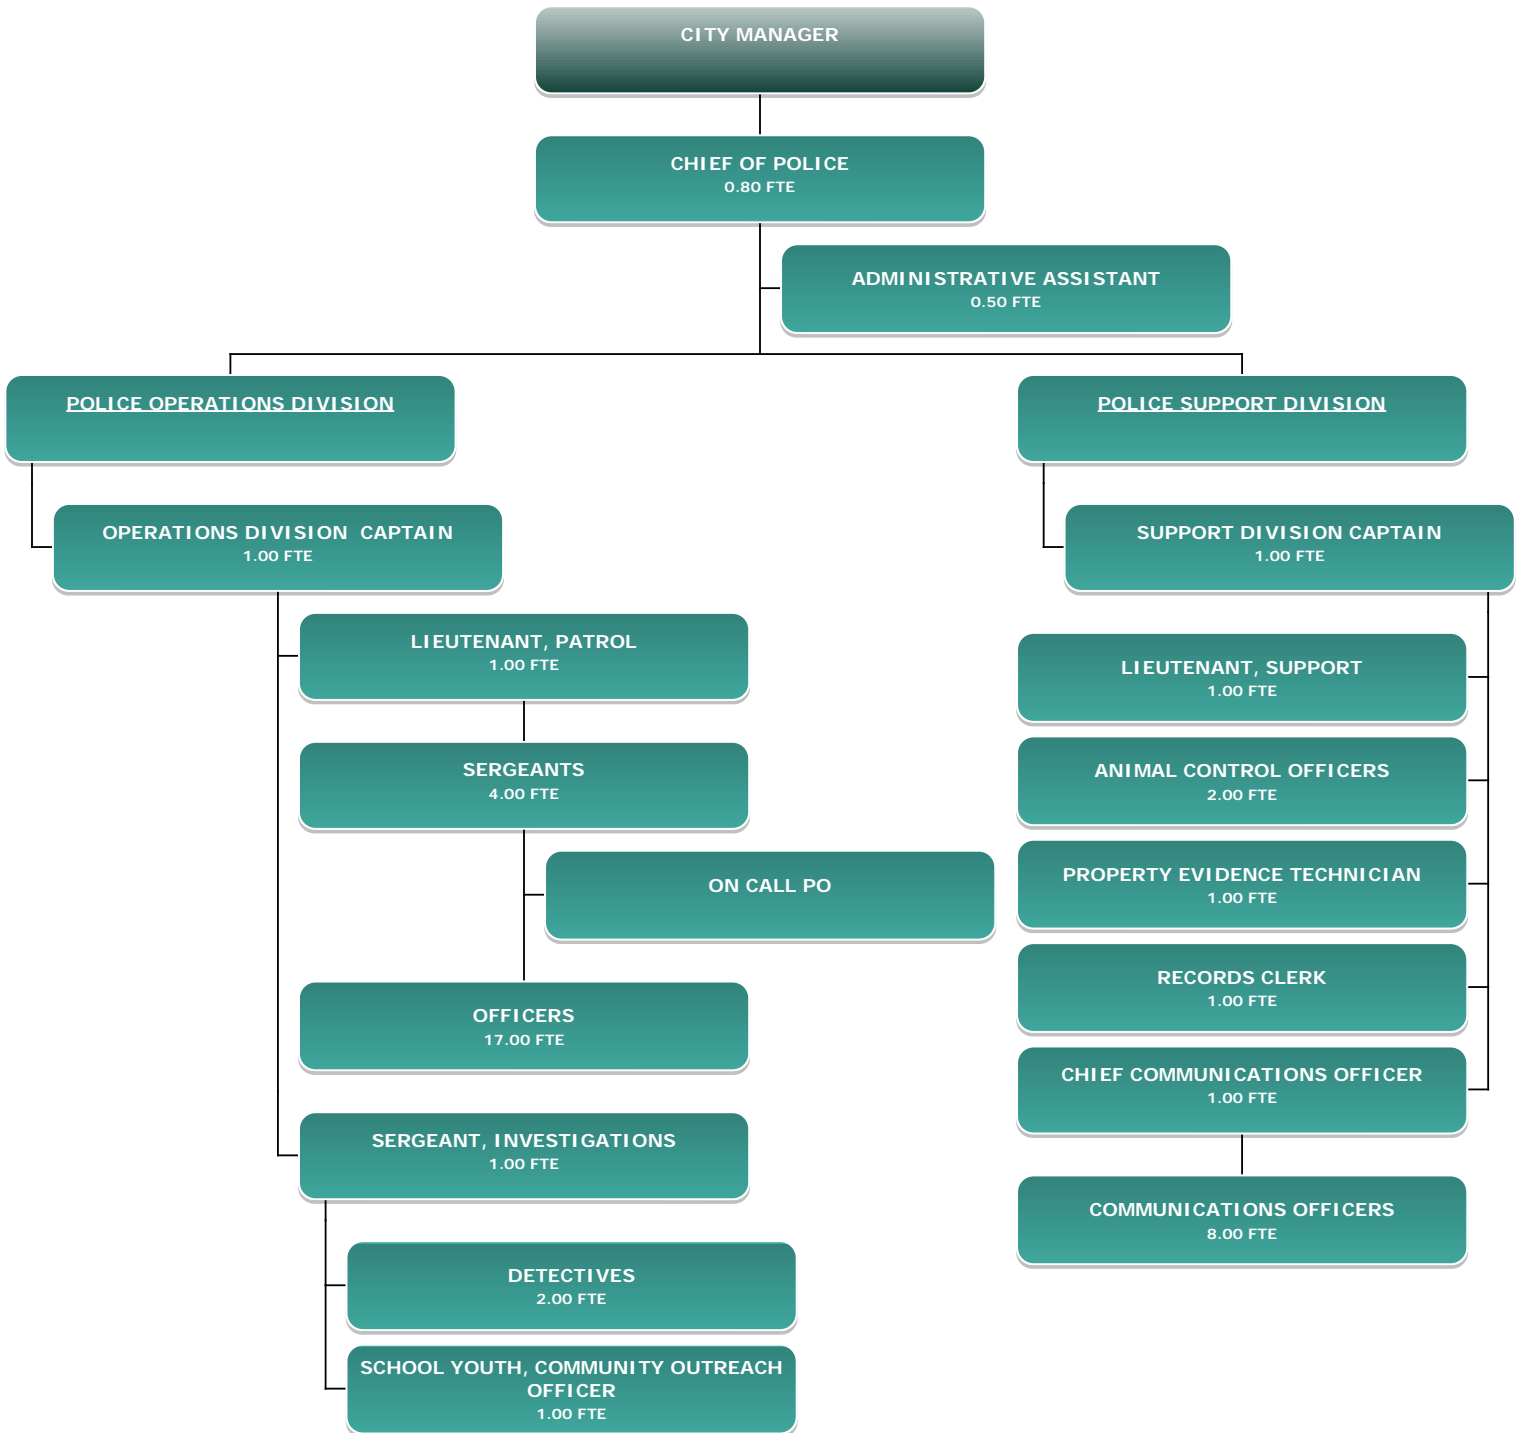 CITY MANAGER
CHIEF OF POLICE
0.80 FTE
ADMINISTRATIVE ASSISTANT
0.50 FTE
POLICE OPERATIONS DIVISION
OPERATIONS DIVISION CAPTAIN
1.00 FTE
LIEUTENANT, PATROL
1.00 FTE
SERGEANTS
4.00 FTE
ON CALL PO
OFFICERS
17.00 FTE
SERGEANT, INVESTIGATIONS
1.00 FTE
DETECTIVES
2.00 FTE
SCHOOL YOUTH, COMMUNITY OUTREACH
OFFICER
1.00 FTE
POLICE SUPPORT DIVISION
SUPPORT DIVISION CAPTAIN
1.00 FTE
LIEUTENANT, SUPPORT
1.00 FTE
ANIMAL CONTROL OFFICERS
2.00 FTE
PROPERTY EVIDENCE TECHNICIAN
1.00 FTE
RECORDS CLERK
1.00 FTE
CHIEF COMMUNICATIONS OFFICER
1.00 FTE
COMMUNICATIONS OFFICERS
8.00 FTE